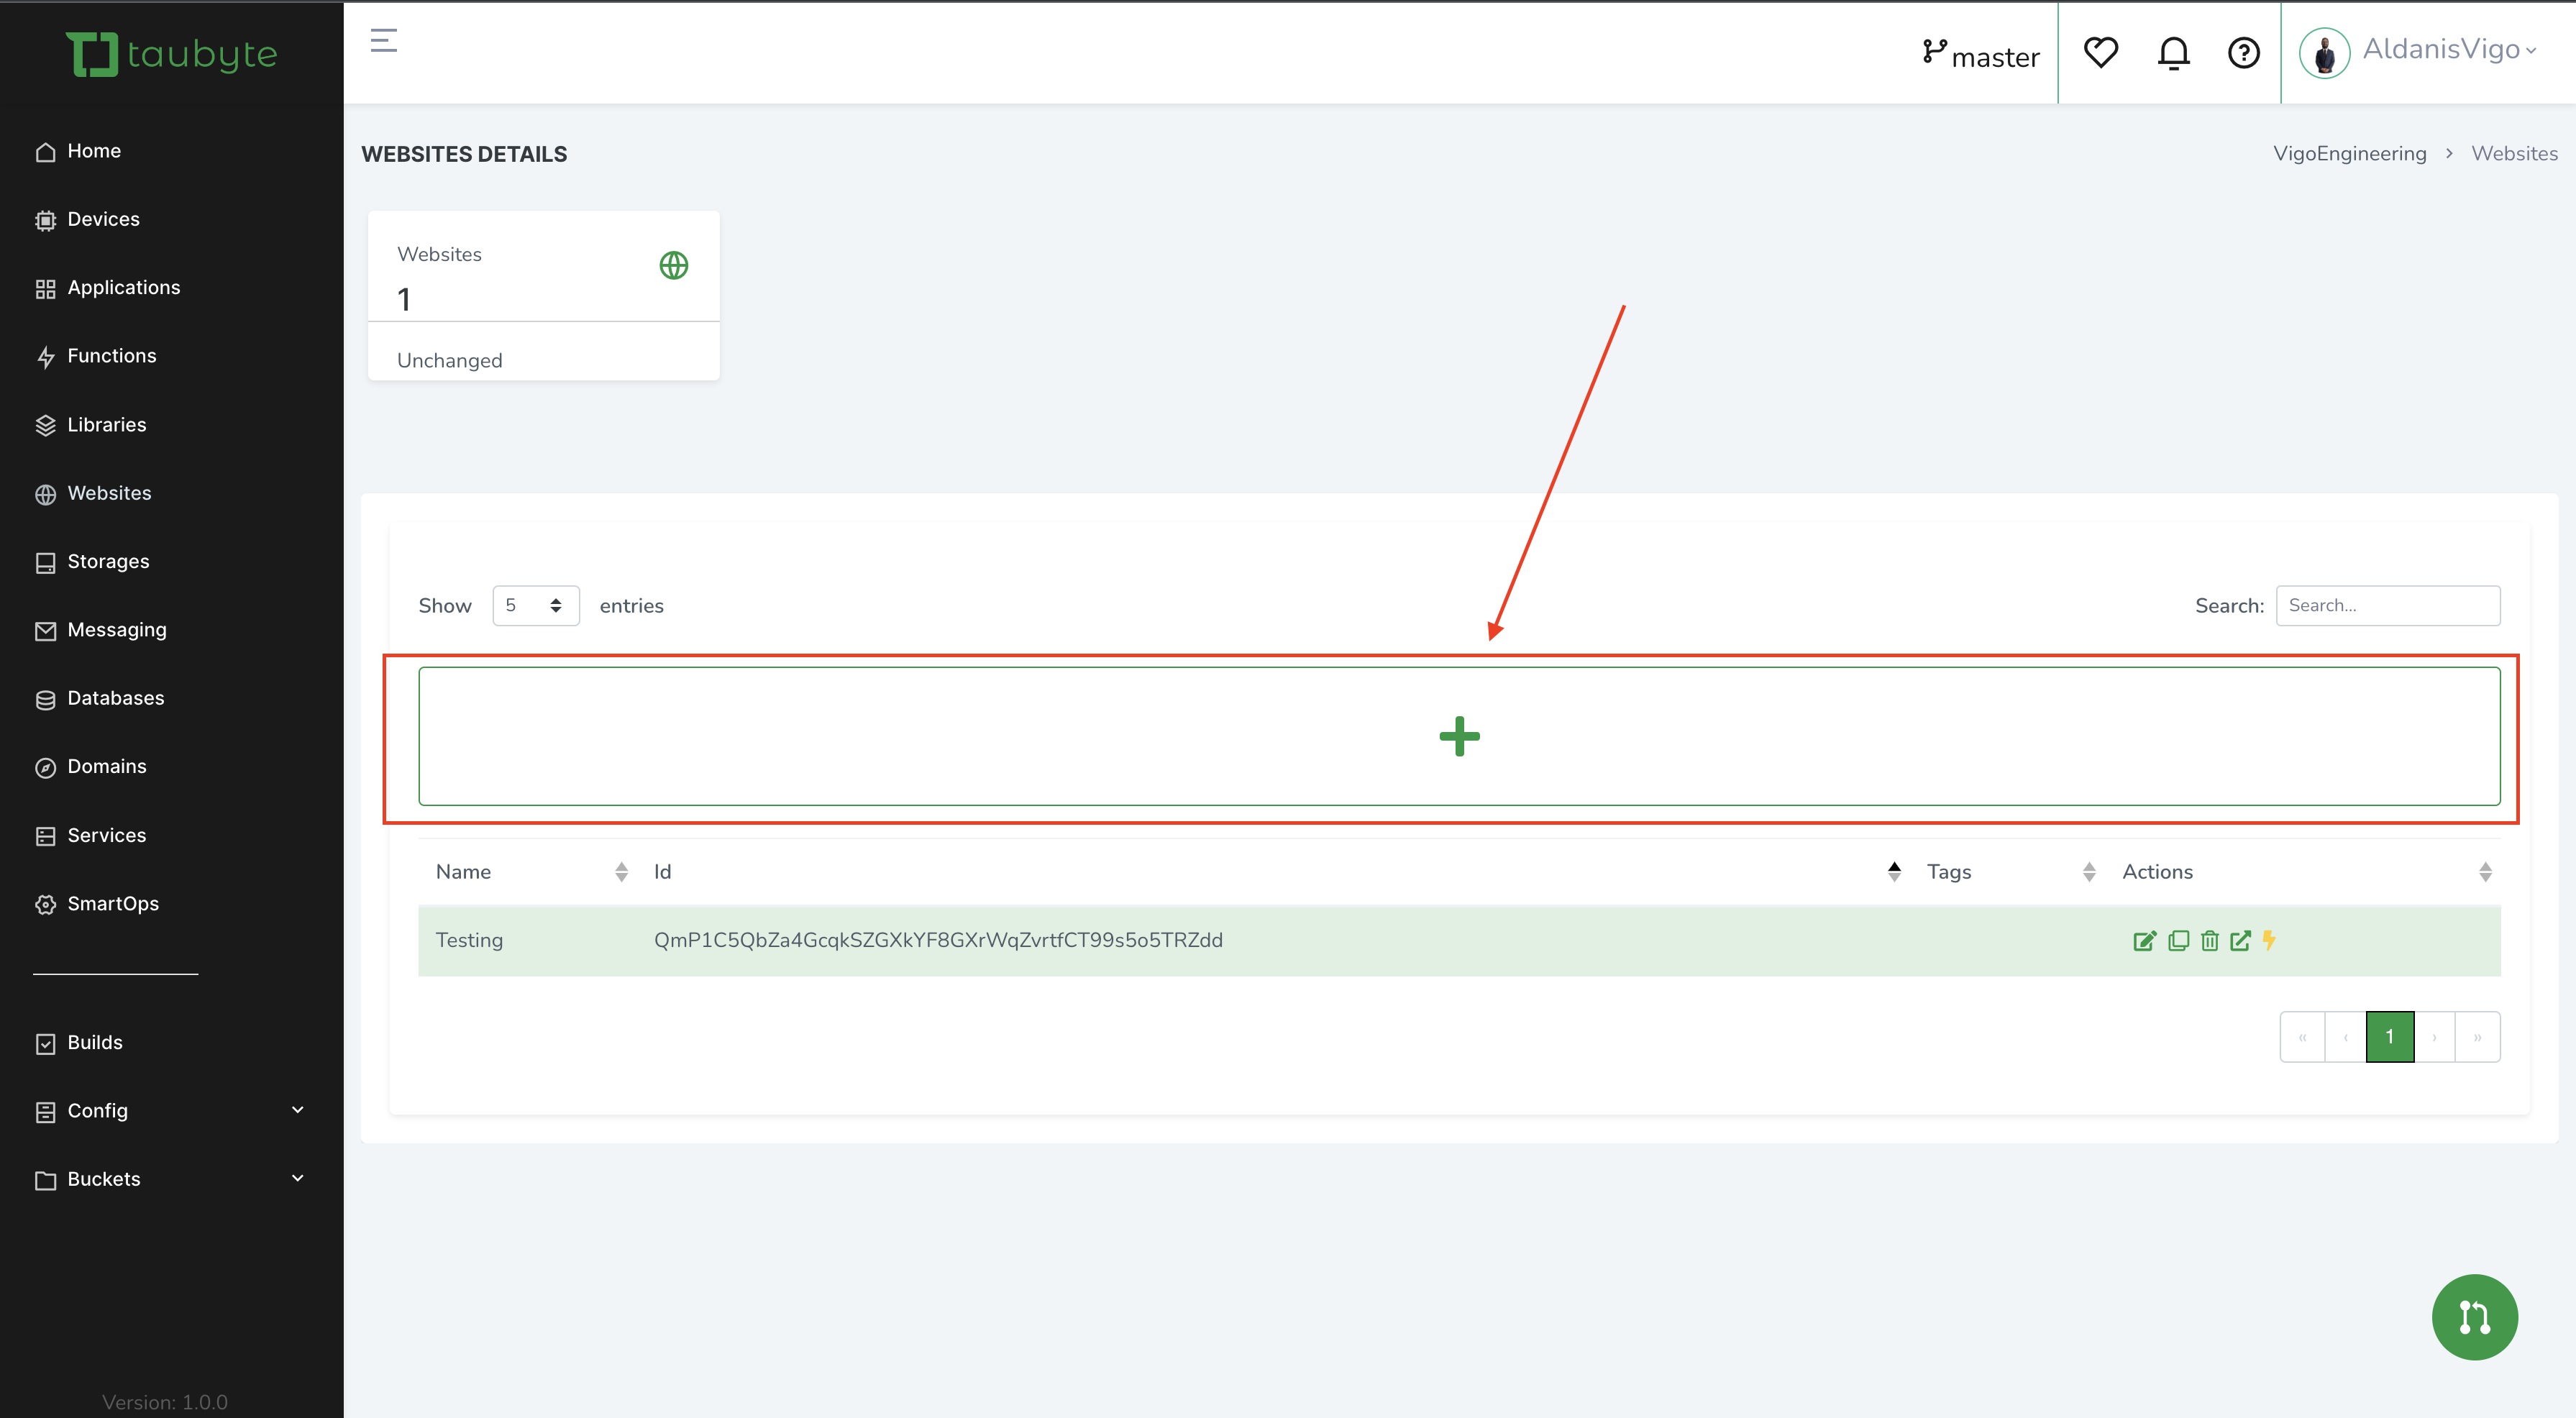 taubyte
master
AldanisVigo
Home
Devices
Applications
Functions
Libraries
Websites
Storages
Messaging
Databases
Domains
Services
SmartOps
Builds
Config
Buckets
Version: 1.0.0
WEBSITES DETAILS
VigoEngineering > Websites
Websites
1
Unchanged
Show 5 entries
Search: Search...
Name Id Tags Actions
Testing QmP1C5QbZa4GcqkSZGXkYF8GXrWqZvrtfCT99s5o5TRZdd
« ‹ 1 › »